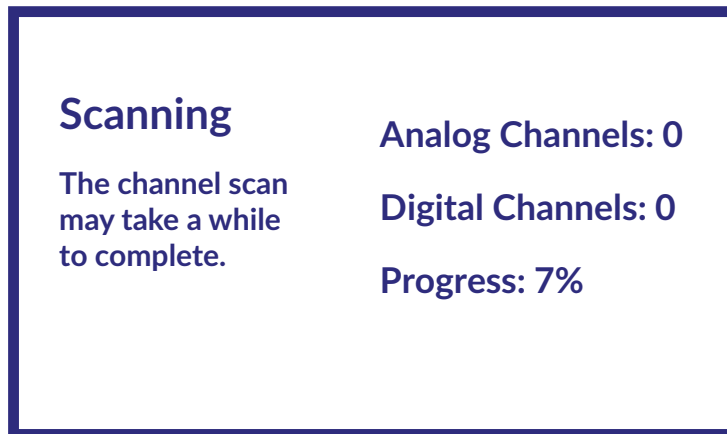 Scanning
The channel scan
may take a while
to complete.
Analog Channels: 0
Digital Channels: 0
Progress: 7%